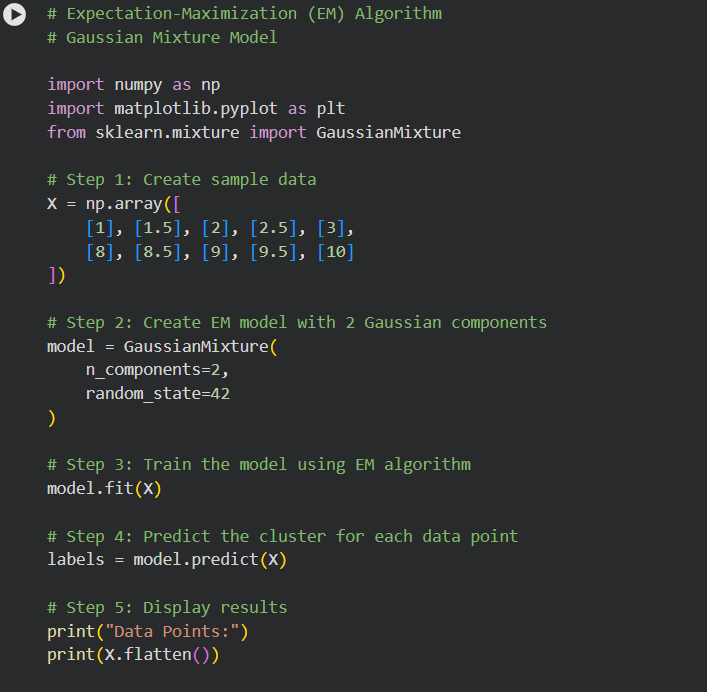 # Expectation-Maximization (EM) Algorithm
# Gaussian Mixture Model
import numpy as np
import matplotlib.pyplot as plt
from sklearn.mixture import GaussianMixture
# Step 1: Create sample data
X = np.array([
    [1], [1.5], [2], [2.5], [3],
    [8], [8.5], [9], [9.5], [10]
])
# Step 2: Create EM model with 2 Gaussian components
model = GaussianMixture(
    n_components=2,
    random_state=42
)
# Step 3: Train the model using EM algorithm
model.fit(X)
# Step 4: Predict the cluster for each data point
labels = model.predict(X)
# Step 5: Display results
print("Data Points:")
print(X.flatten())